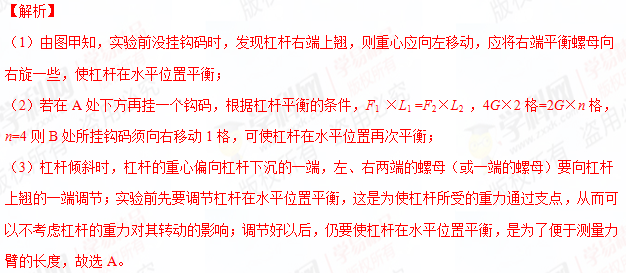 【解析】
（1）由图甲知，实验前没挂钩码时，发现杠杆右端上翘，则重心应向左移动，应将右端平衡螺母向
右旋一些，使杠杆在水平位置平衡；
（2）若在 A 处下方再挂一个钩码，根据杠杆平衡的条件，F₁ ×L₁ =F₂×L₂ ，4G×2 格=2G×n 格，
n=4 则 B 处所挂钩码须向右移动 1 格，可使杠杆在水平位置再次平衡；
（3）杠杆倾斜时，杠杆的重心偏向杠杆下沉的一端，左、右两端的螺母（或一端的螺母）要向杠杆
上翘的一端调节；实验前先要调节杠杆在水平位置平衡，这是为使杠杆所受的重力通过支点，从而可
以不考虑杠杆的重力对其转动的影响；调节好以后，仍要使杠杆在水平位置平衡，是为了便于测量力
臂的长度，故选 A。